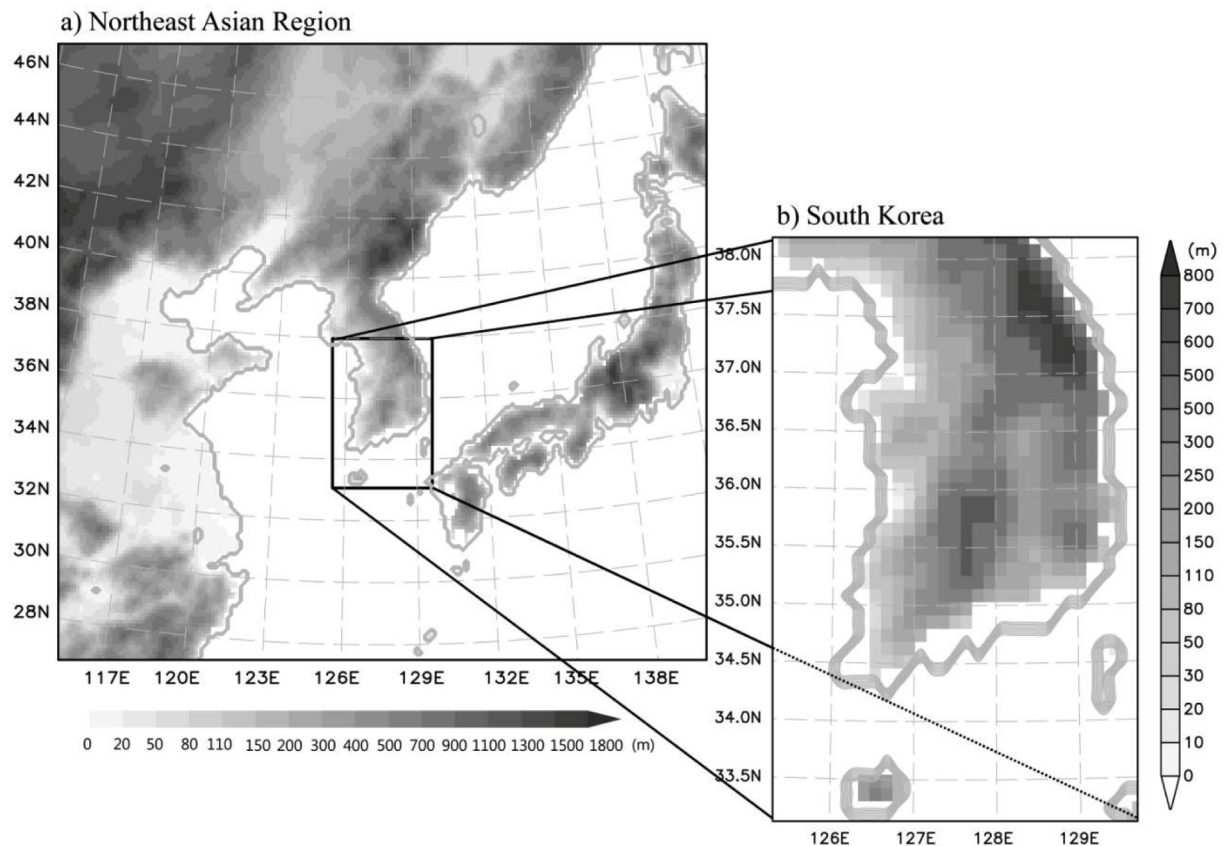 a) Northeast Asian Region
46N
44N
42N
40N
38N
36N
34N
32N
30N
28N
117E 120E 123E 126E 129E 132E 135E 138E
0 20 50 80 110 150 200 300 400 500 700 900 1100 1300 1500 1800 (m)
b) South Korea
38.0N
37.5N
37.0N
36.5N
36.0N
35.5N
35.0N
34.5N
34.0N
33.5N
126E 127E 128E 129E
(m)
800
700
600
500
500
300
250
200
150
110
80
50
30
20
10
0